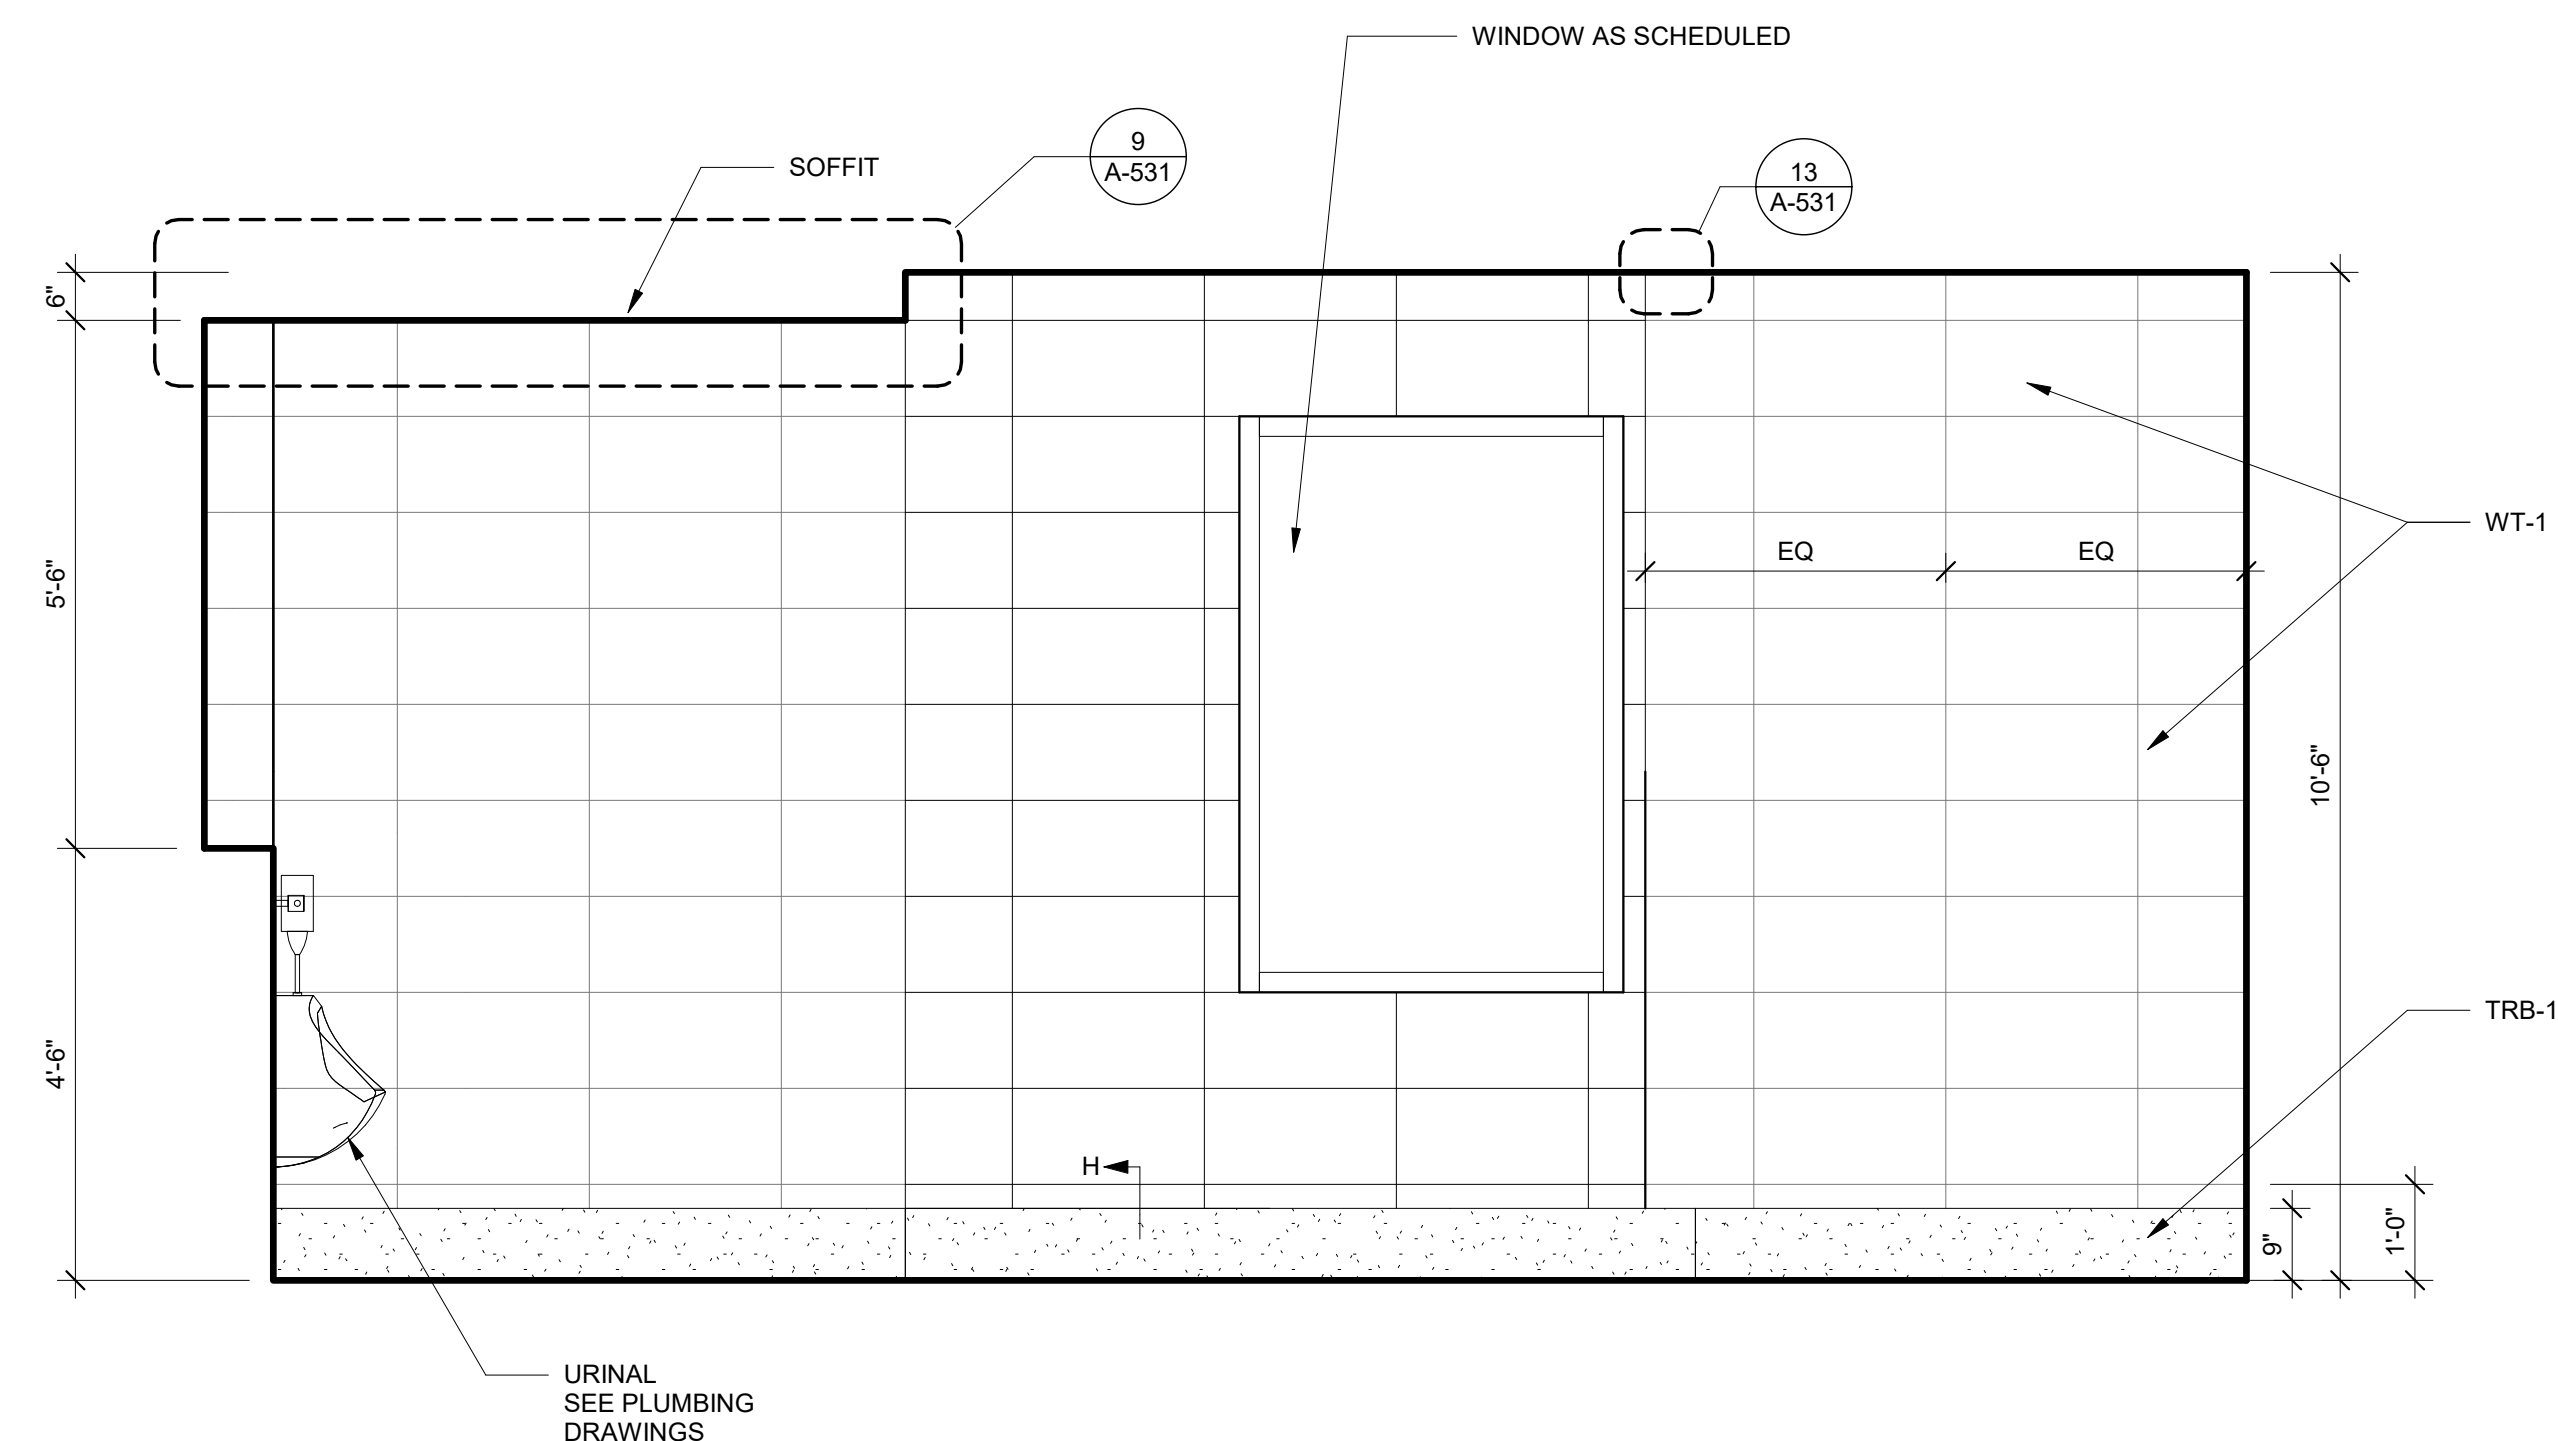 WINDOW AS SCHEDULED
9
A-531
SOFFIT
13
A-531
6"
WT-1
EQ
EQ
5'-6"
10'-6"
TRB-1
4'-6"
H
1'-0"
9"
URINAL
SEE PLUMBING
DRAWINGS